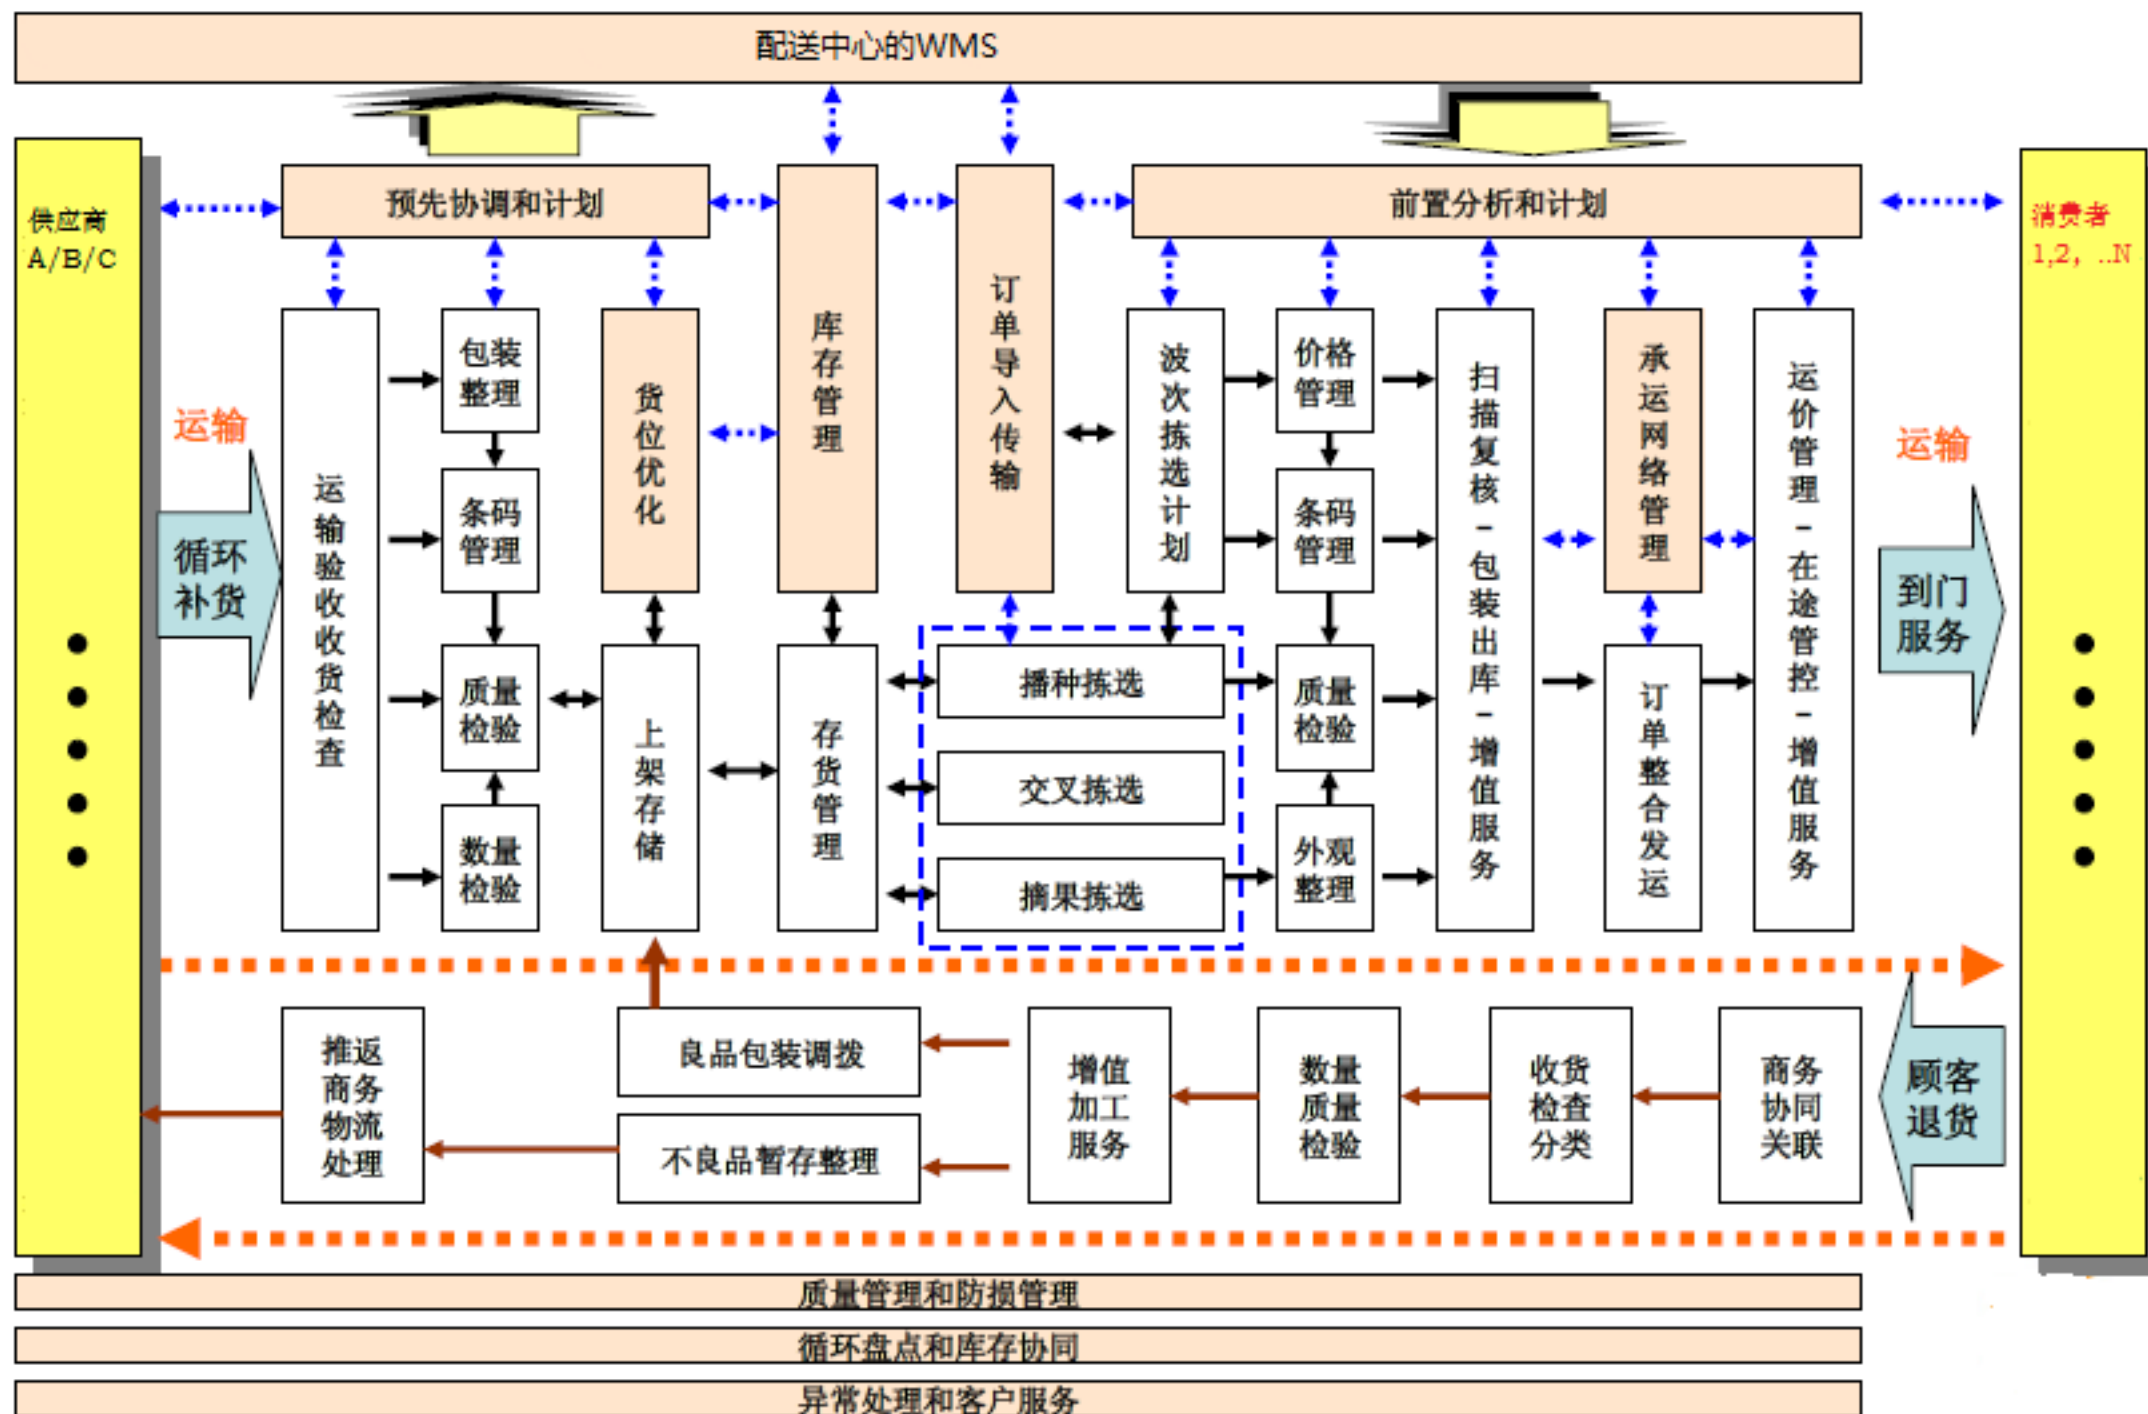 配送中心的WMS
供应商
A/B/C
预先协调和计划
前置分析和计划
消费者
1,2, ..N
运输
循环
补货
运输验收收货检查
包装
整理
条码
管理
质量
检验
数量
检验
货位优化
上架存储
库存管理
存货管理
订单导入传输
播种拣选
交叉拣选
摘果拣选
波次拣选计划
价格
管理
条码
管理
质量
检验
外观
整理
扫描复核-包装出库-增值服务
承运网络管理
订单整合发运
运价管理-在途管控-增值服务
运输
到门
服务
推返
商务
物流
处理
良品包装调拨
不良品暂存整理
增值
加工
服务
数量
质量
检验
收货
检查
分类
商务
协同
关联
顾客
退货
质量管理和防损管理
循环盘点和库存协同
异常处理和客户服务